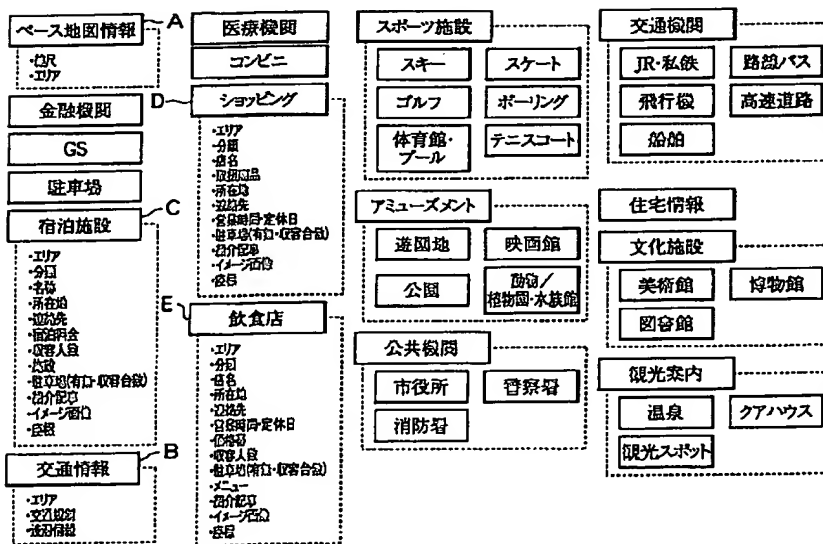 ベース地図情報
A
・縮尺
・エリア
金融機関
GS
駐車場
宿泊施設
C
・エリア
・分類
・名称
・所在地
・連絡先
・宿泊料金
・収容人数
・施設
・駐車場(有無・収容台数)
・紹介記事
・イメージ画像
・座標
交通情報
B
・エリア
・交通規制
医療機関
コンビニ
D
ショッピング
・エリア
・分類
・店名
・取扱商品
・所在地
・連絡先
・営業時間・定休日
・駐車場(有無・収容台数)
・紹介記事
・イメージ画像
・座標
E
飲食店
・エリア
・分類
・店名
・所在地
・連絡先
・営業時間・定休日
・価格帯
・収容人数
・駐車場(有無・収容台数)
・メニュー
・紹介記事
・イメージ画像
・座標
スポーツ施設
スキー
スケート
ゴルフ
ボーリング
体育館・
プール
テニスコート
アミューズメント
遊園地
映画館
公園
動物/
植物園・水族館
公共機関
市役所
警察署
消防署
交通機関
JR・私鉄
路線バス
飛行機
高速道路
船舶
住宅情報
文化施設
美術館
博物館
図書館
観光案内
温泉
クアハウス
観光スポット